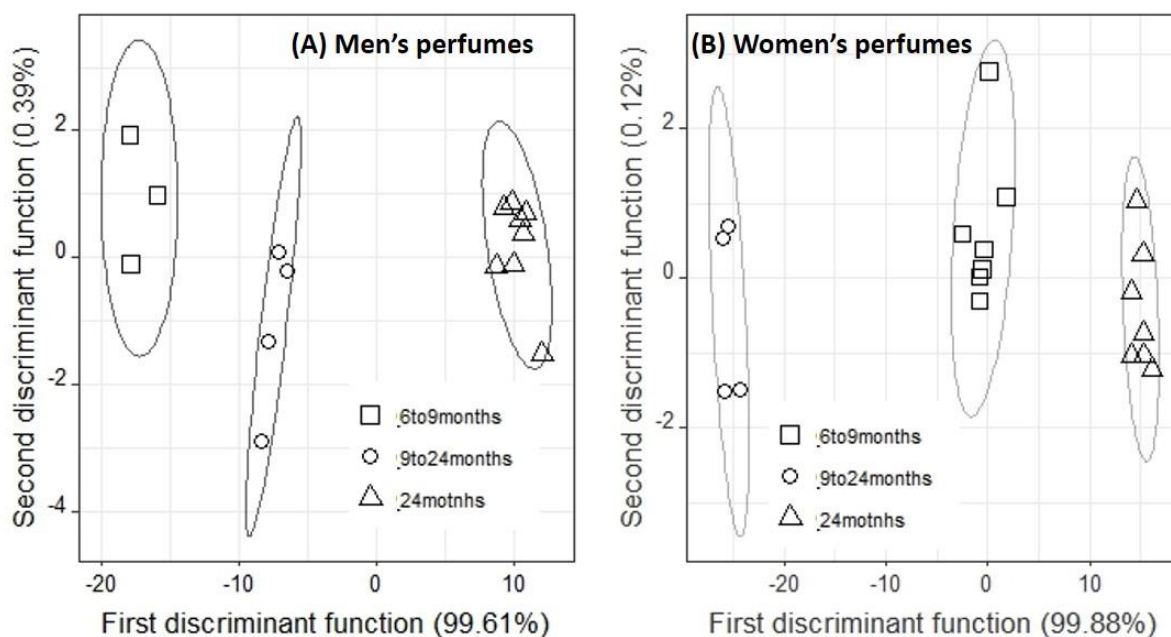 (A) Men's perfumes
Second discriminant function (0.39%)
2
0
-2
-4
6to9months
9to24months
24motnhs
-20
-10
0
10
First discriminant function (99.61%)
(B) Women's perfumes
Second discriminant function (0.12%)
2
0
-2
6to9months
9to24months
24motnhs
-20
-10
0
10
First discriminant function (99.88%)